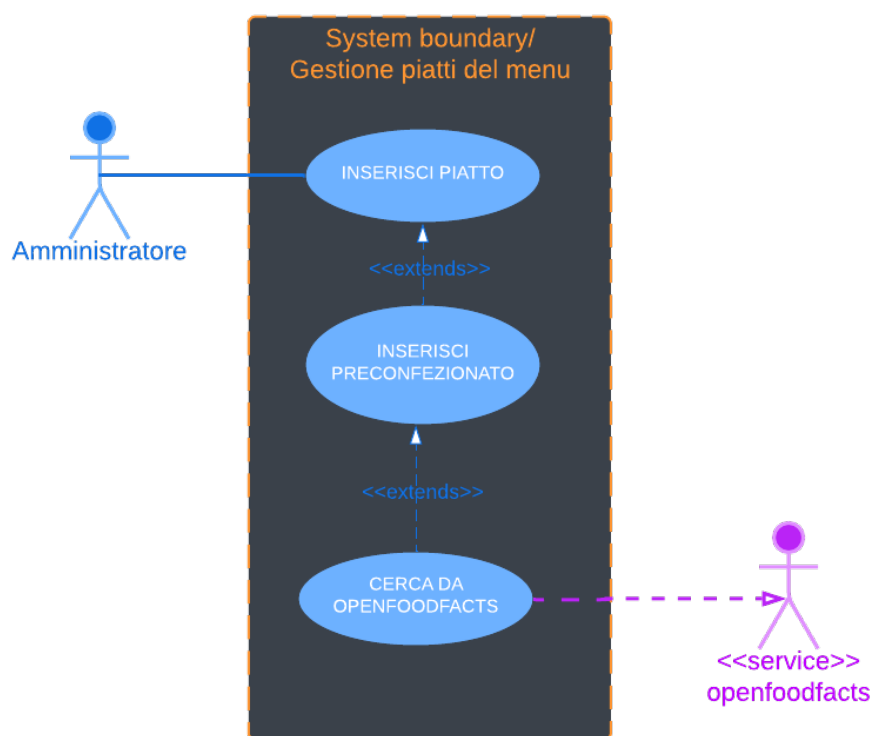 System boundary/
Gestione piatti del menu
INSERISCI PIATTO
Amministratore
<<extends>>
INSERISCI
PRECONFEZIONATO
<<extends>>
CERCA DA
OPENFOODFACTS
<<service>>
openfoodfacts